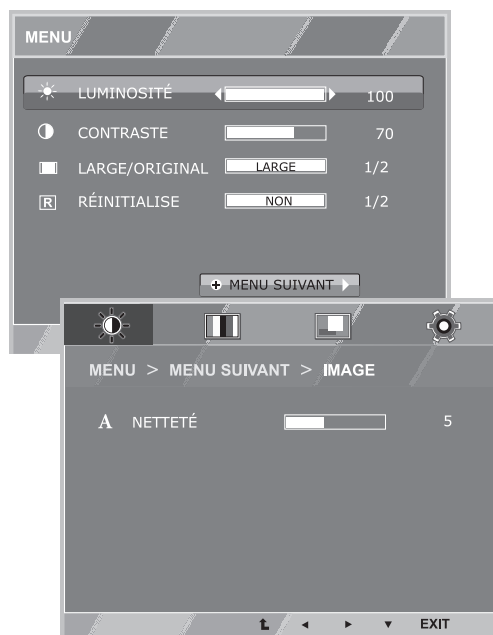 MENU
LUMINOSITÉ 100
CONTRASTE 70
LARGE/ORIGINAL LARGE 1/2
R RÉINITIALISE NON 1/2
MENU SUIVANT
MENU > MENU SUIVANT > IMAGE
A NETTETÉ 5
EXIT